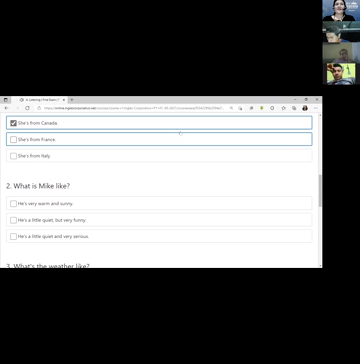 She's from Canada.
She's from France.
She's from Italy.
2. What is Mike like?
He's very warm and sunny.
He's a little quiet, but very funny.
He's a little quiet and very serious.
3. What's the weather like?